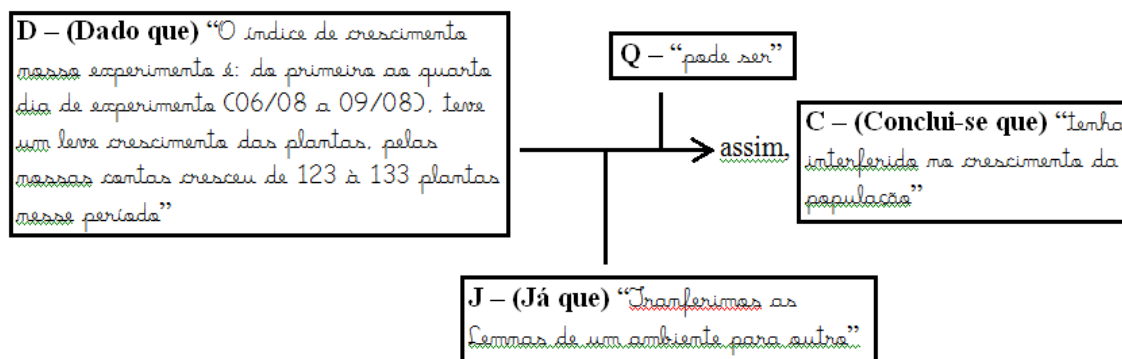 D – (Dado que) “O índice de crescimento
nosso experimento é: do primeiro ao quarto
dia de experimento (06/08 a 09/08), teve
um leve crescimento das plantas, pelas
nossas contas cresceu de 123 à 133 plantas
nesse período”
Q – “pode ser”
assim,
C – (Conclui-se que) “tenha
interferido no crescimento da
população”
J – (Já que) “Tranferimos as
Lemnas de um ambiente para outro”